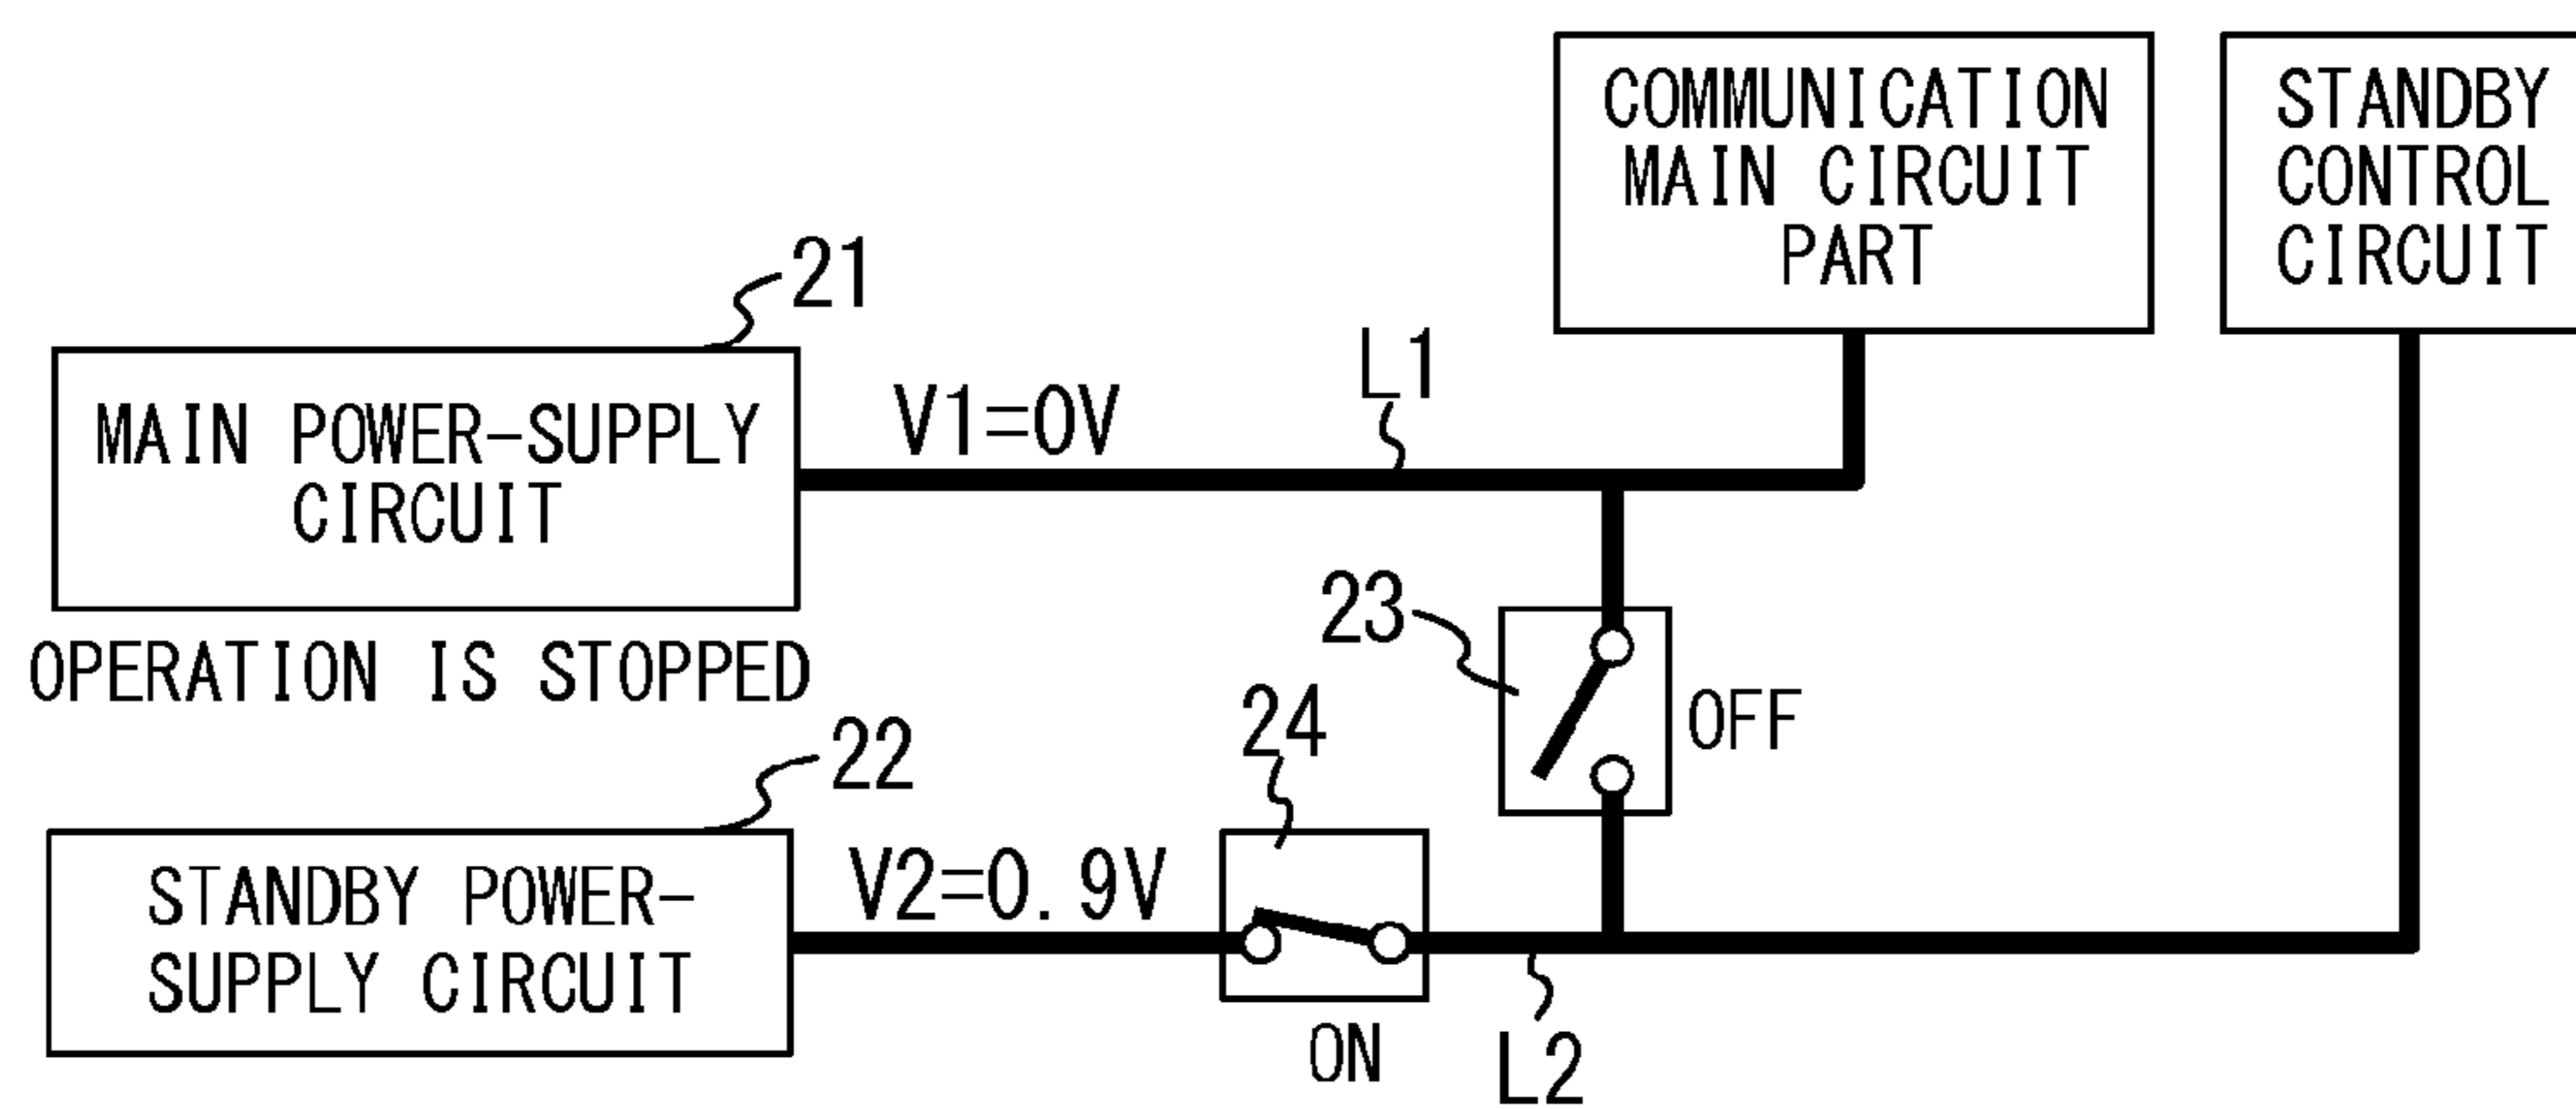 COMMUNICATION
MAIN CIRCUIT
PART
STANDBY
CONTROL
CIRCUIT
21
MAIN POWER-SUPPLY
CIRCUIT
V1=0V
L1
OPERATION IS STOPPED
23
OFF
22
STANDBY POWER-
SUPPLY CIRCUIT
V2=0.9V
24
ON
L2